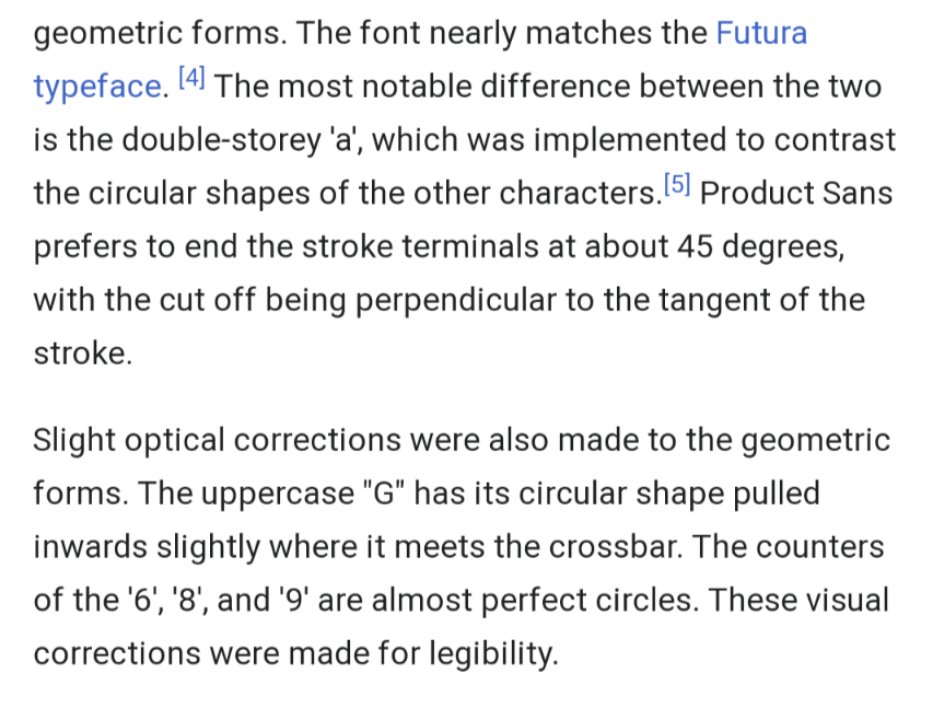 geometric forms. The font nearly matches the Futura
typeface. [4] The most notable difference between the two
is the double-storey 'a', which was implemented to contrast
the circular shapes of the other characters.[5] Product Sans
prefers to end the stroke terminals at about 45 degrees,
with the cut off being perpendicular to the tangent of the
stroke.
Slight optical corrections were also made to the geometric
forms. The uppercase "G" has its circular shape pulled
inwards slightly where it meets the crossbar. The counters
of the '6', '8', and '9' are almost perfect circles. These visual
corrections were made for legibility.